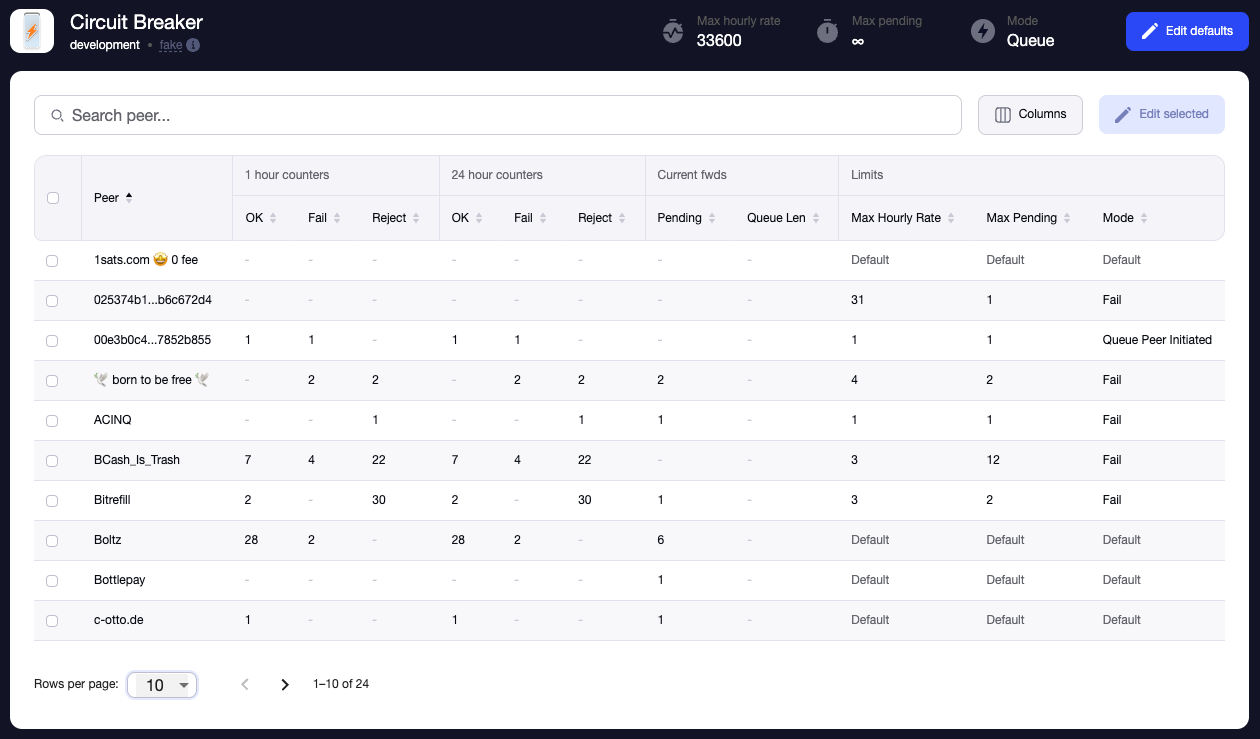 Circuit Breaker
development • fake
Max hourly rate
33600
Max pending
∞
Mode
Queue
Edit defaults
Search peer...
Columns
Edit selected
Peer 1 hour counters 24 hour counters Current fwds Limits
OK Fail Reject OK Fail Reject Pending Queue Len Max Hourly Rate Max Pending Mode
1sats.com 🤩 0 fee - - - - - - - - Default Default Default
025374b1...b6c672d4 - - - - - - - - 31 1 Fail
00e3b0c4...7852b855 1 1 - 1 1 - - - 1 1 Queue Peer Initiated
🕊 born to be free 🕊 - 2 2 - 2 2 2 - 4 2 Fail
ACINQ - - 1 - - 1 1 - 1 1 Fail
BCash_Is_Trash 7 4 22 7 4 22 - - 3 12 Fail
Bitrefill 2 - 30 2 - 30 1 - 3 2 Fail
Boltz 28 2 - 28 2 - 6 - Default Default Default
Bottlepay - - - - - - 1 - Default Default Default
c-otto.de 1 - - 1 - - 1 - Default Default Default
Rows per page: 10 1–10 of 24